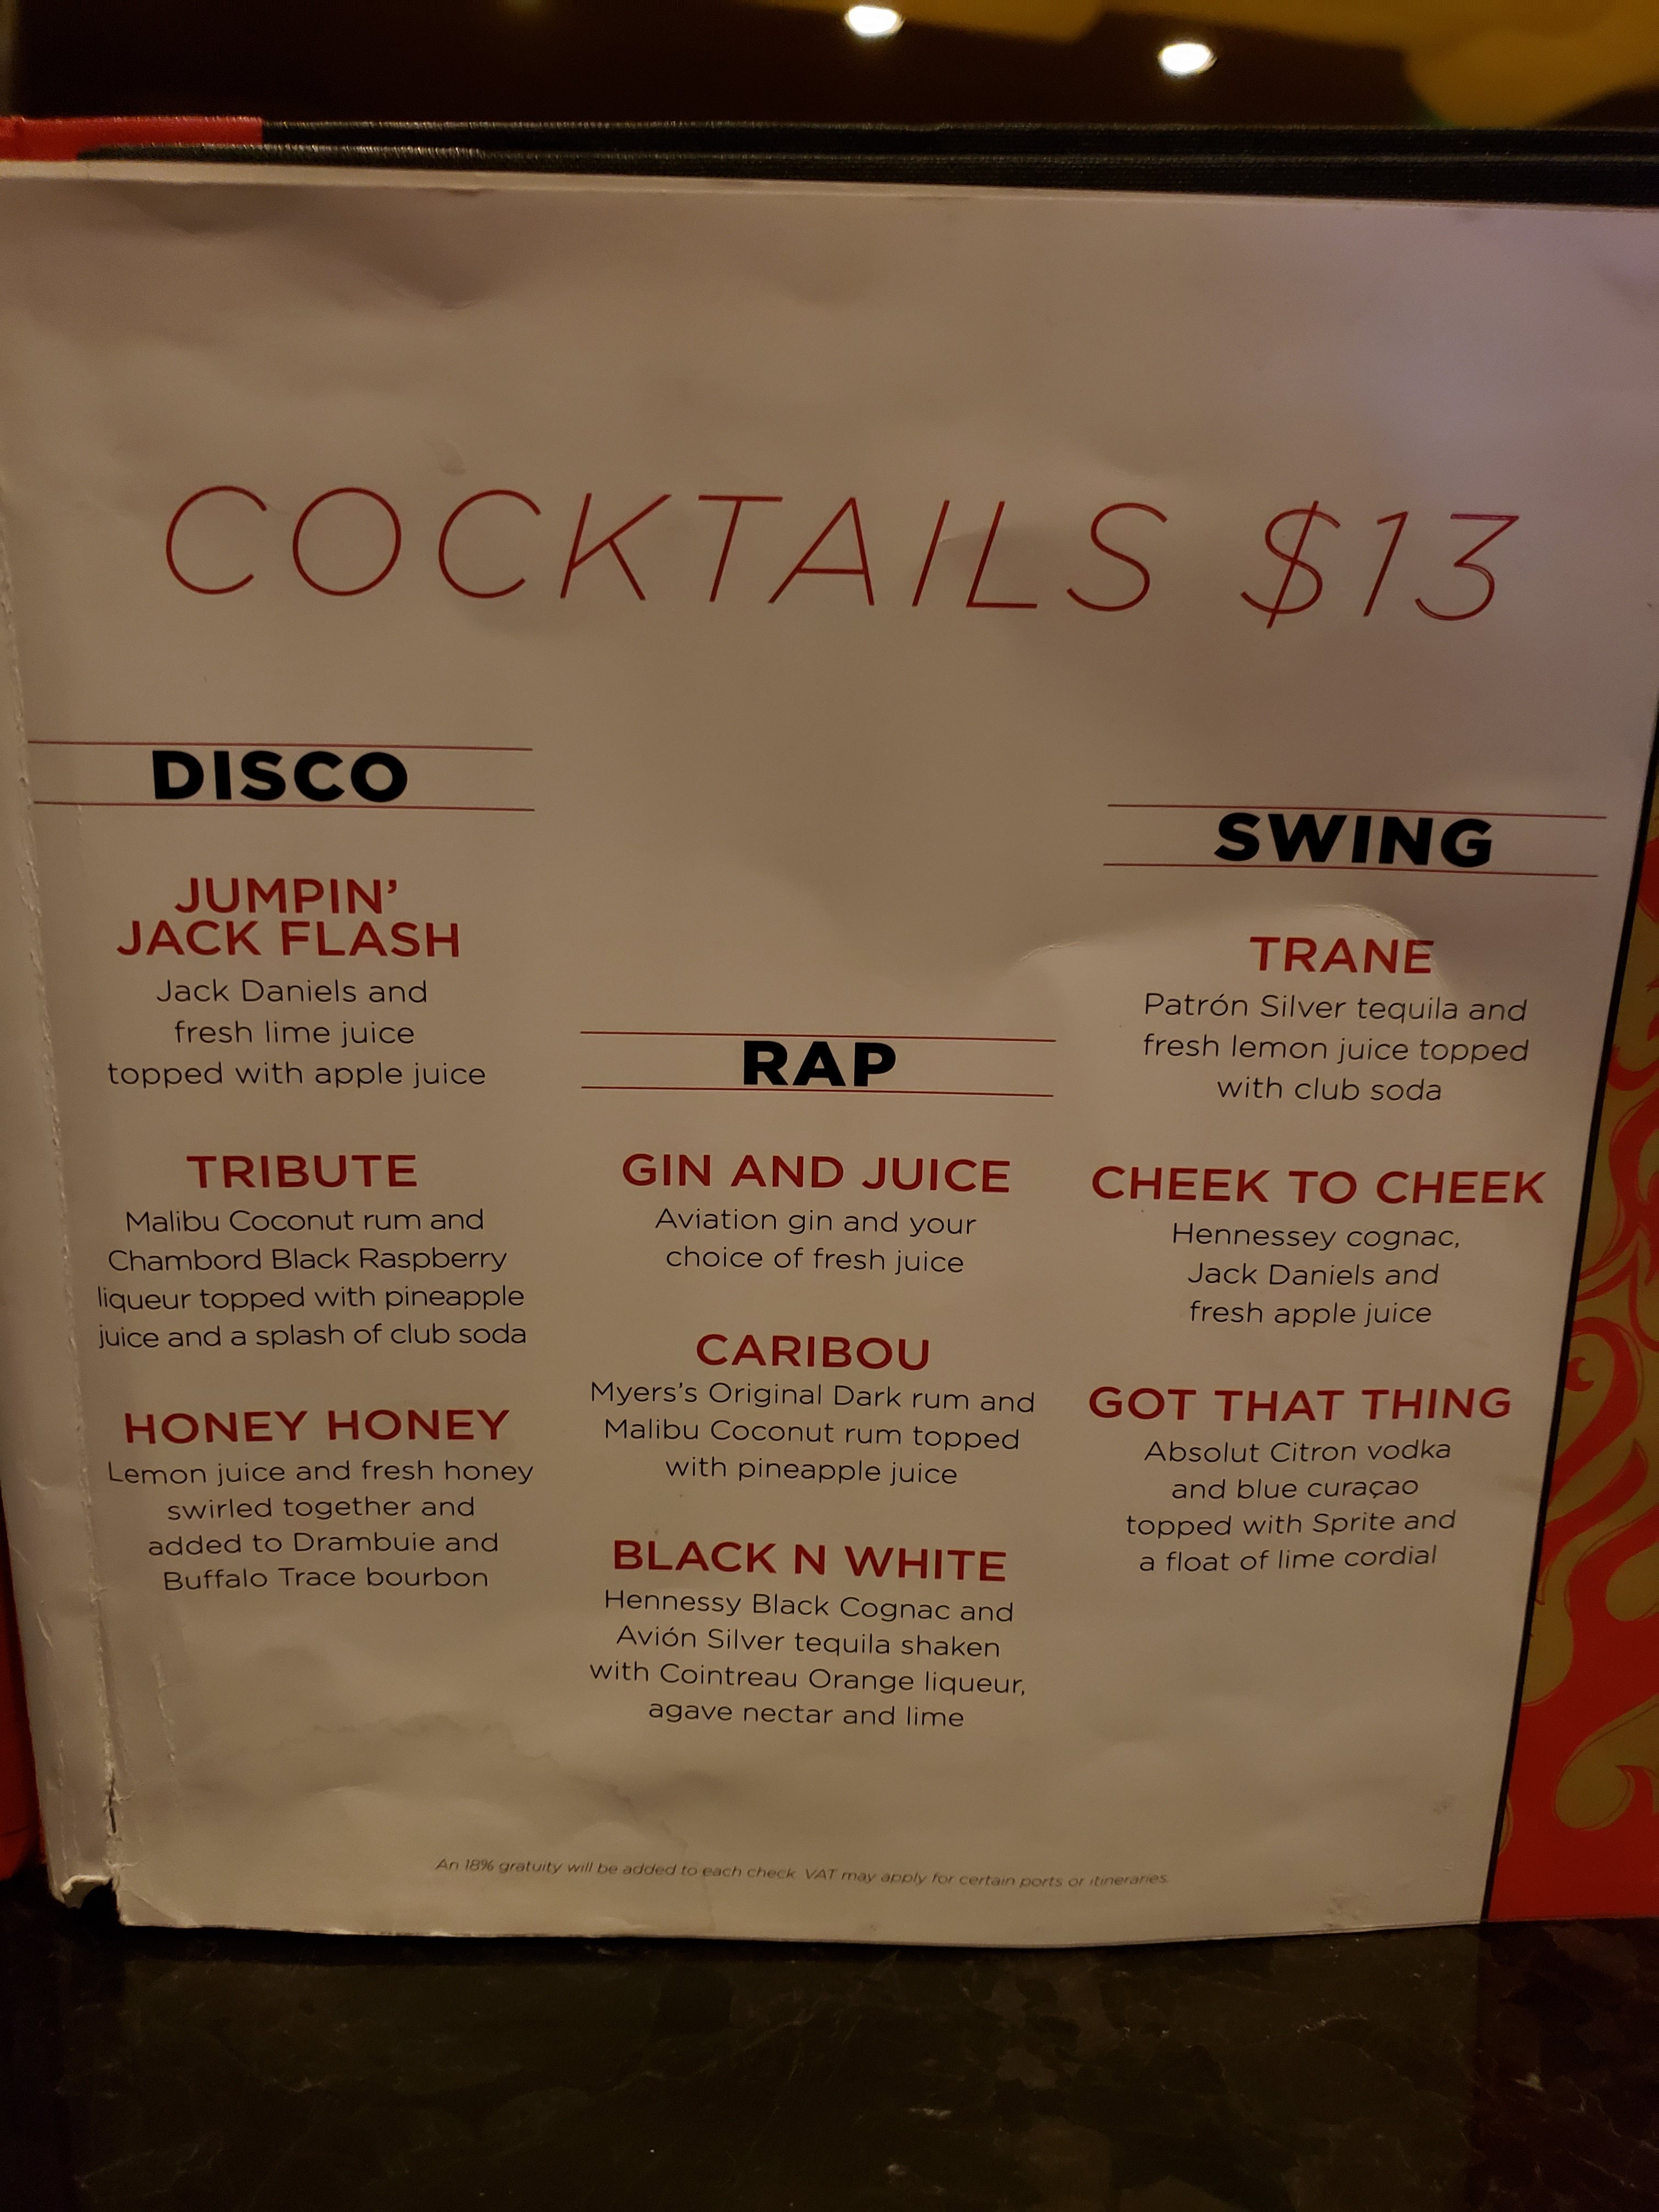 COCKTAILS $13
DISCO
JUMPIN'
JACK FLASH
Jack Daniels and
fresh lime juice
topped with apple juice
TRIBUTE
Malibu Coconut rum and
Chambord Black Raspberry
liqueur topped with pineapple
juice and a splash of club soda
HONEY HONEY
Lemon juice and fresh honey
swirled together and
added to Drambuie and
Buffalo Trace bourbon
RAP
GIN AND JUICE
Aviation gin and your
choice of fresh juice
CARIBOU
Myers's Original Dark rum and
Malibu Coconut rum topped
with pineapple juice
BLACK N WHITE
Hennessy Black Cognac and
Avión Silver tequila shaken
with Cointreau Orange liqueur,
agave nectar and lime
SWING
TRANE
Patrón Silver tequila and
fresh lemon juice topped
with club soda
CHEEK TO CHEEK
Hennessey cognac,
Jack Daniels and
fresh apple juice
GOT THAT THING
Absolut Citron vodka
and blue curaçao
topped with Sprite and
a float of lime cordial
An 18% gratuity will be added to each check. VAT may apply for certain ports or itineraries.